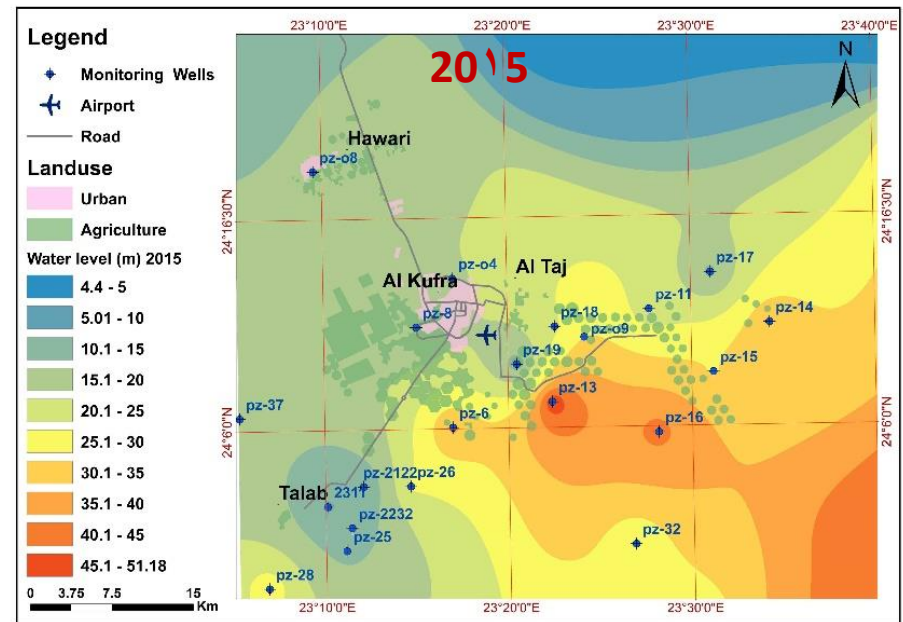 Legend
Monitoring Wells
Airport
Road
Landuse
Urban
Agriculture
Water level (m) 2015
4.4 - 5
5.01 - 10
10.1 - 15
15.1 - 20
20.1 - 25
25.1 - 30
30.1 - 35
35.1 - 40
40.1 - 45
45.1 - 51.18
0 3.75 7.5 15
Km
23°10'0"E 23°20'0"E 23°30'0"E 23°40'0"E
20١5
N
Hawari
pz-o8
24°16'30"N 24°16'30"N
pz-17
pz-o4 Al Taj
Al Kufra
pz-11
pz-14
pz-8 pz-18
pz-o9
pz-19
pz-15
pz-13
pz-37
pz-6
pz-16
24°6'0"N 24°6'0"N
pz-2122pz-26
Talab 231
pz-2232
pz-25
pz-32
pz-28
23°10'0"E 23°20'0"E 23°30'0"E